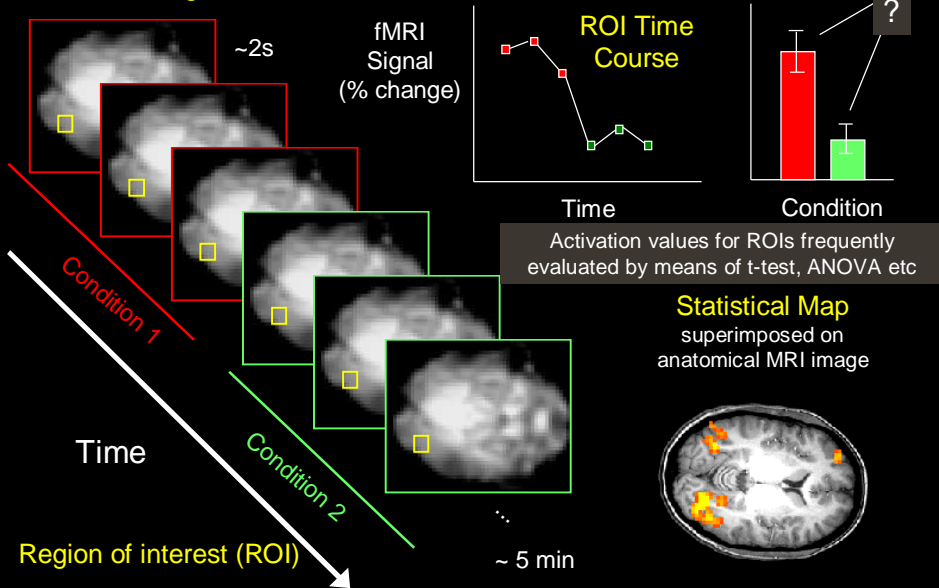 ~2s
fMRI
Signal
(% change)
ROI Time
Course
?
Time
Condition
Activation values for ROIs frequently
evaluated by means of t-test, ANOVA etc
Statistical Map
superimposed on
anatomical MRI image
Condition 1
Condition 2
Time
...
~ 5 min
Region of interest (ROI)